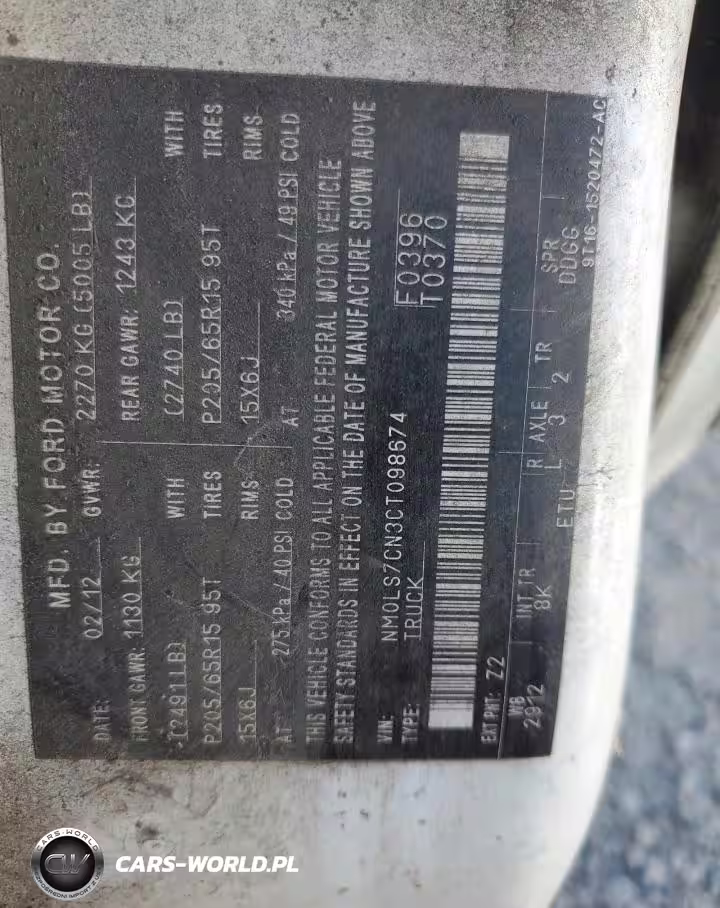 MFD. BY FORD MOTOR CO.
DATE: 02/12 GVWR: 2270 KG (5005 LB)
FRONT GAWR: 1130 KG REAR GAWR: 1243 KG
(2491LB) WITH (2740 LB) WITH
P205/65R15 95T TIRES P205/65R15 95T TIRES
15X6J RIMS 15X6J RIMS
AT 275 kPa/40 PSI COLD AT 340 kPa/49 PSI COLD
THIS VEHICLE CONFORMS TO ALL APPLICABLE FEDERAL MOTOR VEHICLE
SAFETY STANDARDS IN EFFECT ON THE DATE OF MANUFACTURE SHOWN ABOVE
VIN: NM0LS7CN3CT098674 F0396
TYPE: TRUCK T0370
EXT PNT: Z2
WB INT TR R AXLE TR SPR
2912 8K L 3 2 DDGG
ETU 9T16-1520472-AC
CARS-WORLD
CW
CARS-WORLD.PL